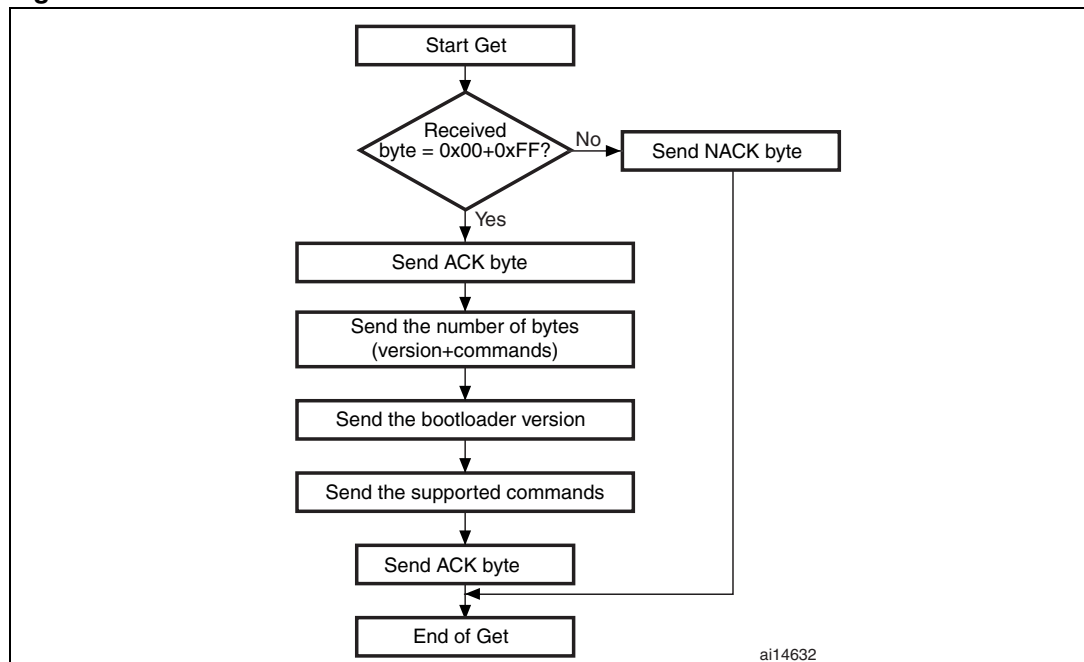 Start Get
Received
byte = 0x00+0xFF?
No
Send NACK byte
Yes
Send ACK byte
Send the number of bytes
(version+commands)
Send the bootloader version
Send the supported commands
Send ACK byte
End of Get
ai14632